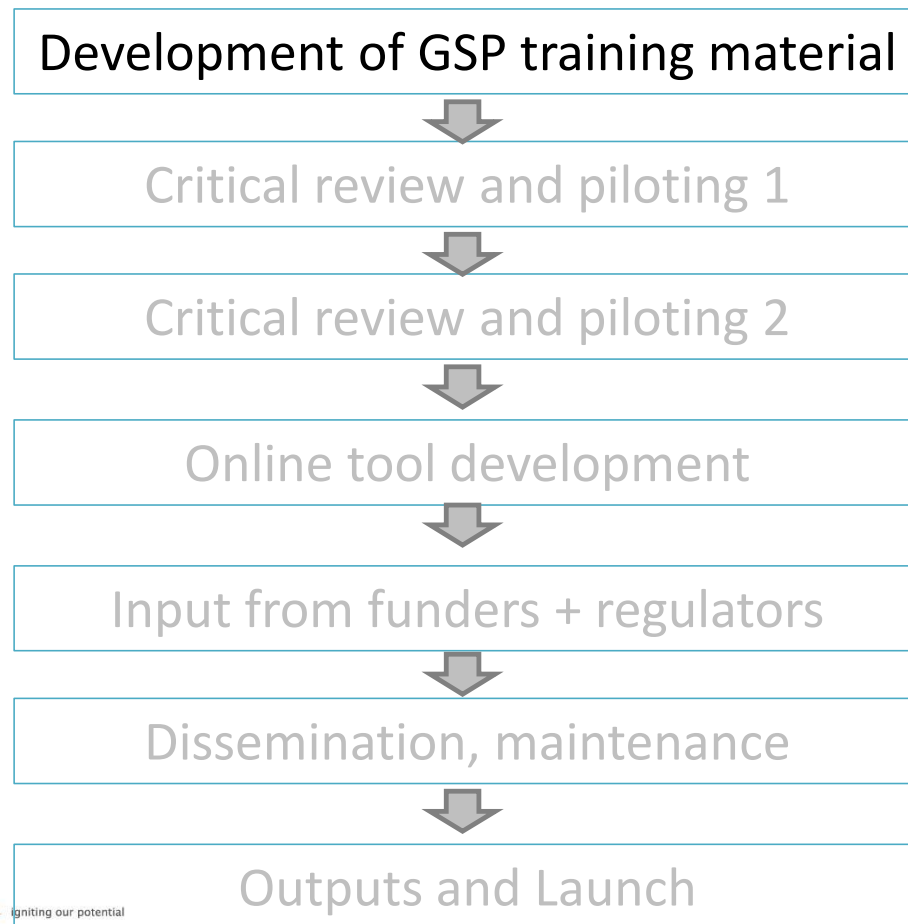 Development of GSP training material
Critical review and piloting 1
Critical review and piloting 2
Online tool development
Input from funders + regulators
Dissemination, maintenance
Outputs and Launch
igniting our potential